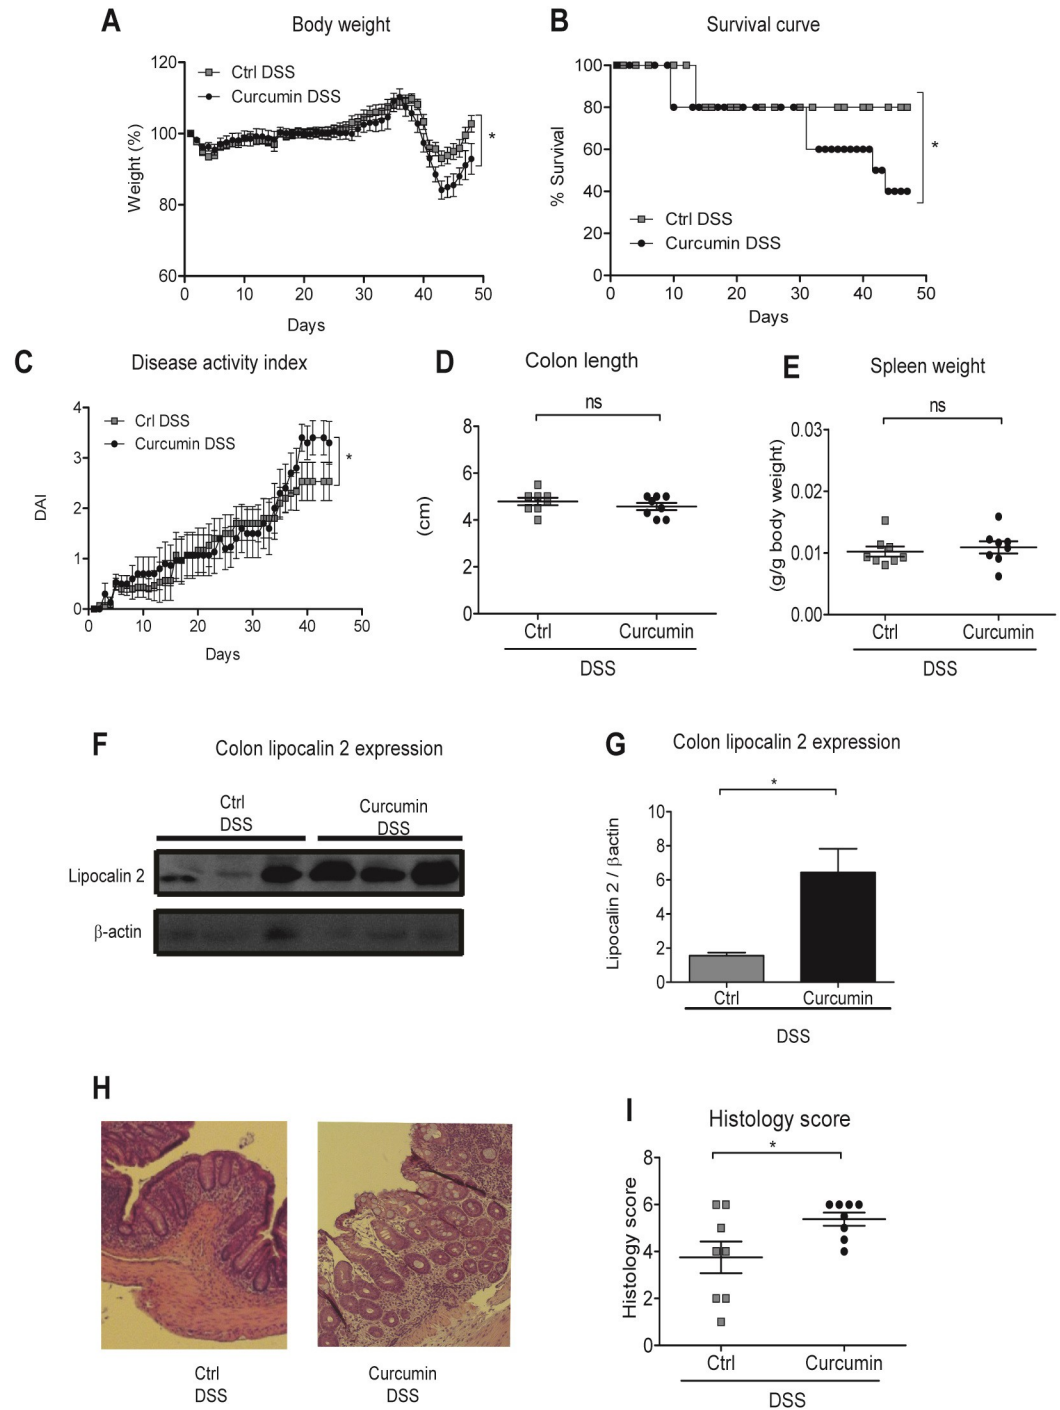 A
Body weight
120
100
80
60
Weight (%)
Ctrl DSS
Curcumin DSS
*
0 10 20 30 40 50
Days
B
Survival curve
100
80
60
40
20
0
% Survival
Ctrl DSS
Curcumin DSS
*
0 10 20 30 40 50
Days
C
Disease activity index
4
3
2
1
0
DAI
Crl DSS
Curcumin DSS
*
0 10 20 30 40 50
Days
D
Colon length
ns
8
6
4
2
0
(cm)
Ctrl Curcumin
DSS
E
Spleen weight
ns
0.03
0.02
0.01
0.00
(g/g body weight)
Ctrl Curcumin
DSS
F
Colon lipocalin 2 expression
Ctrl
DSS
Curcumin
DSS
Lipocalin 2
β-actin
G
Colon lipocalin 2 expression
*
10
8
6
4
2
0
Lipocalin 2 / βactin
Ctrl Curcumin
DSS
H
Ctrl
DSS
Curcumin
DSS
I
Histology score
*
8
6
4
2
0
Histology score
Ctrl Curcumin
DSS